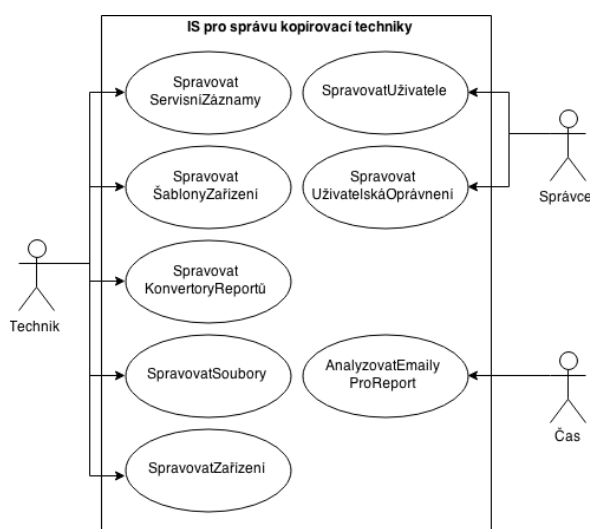 IS pro správu kopírovací techniky
Spravovat
ServisníZáznamy
SpravovatUživatele
Spravovat
ŠablonyZařízení
Spravovat
UživatelskáOprávnění
Správce
Spravovat
KonvertoryReportů
Technik
SpravovatSoubory
AnalyzovatEmaily
ProReport
Čas
SpravovatZařízení